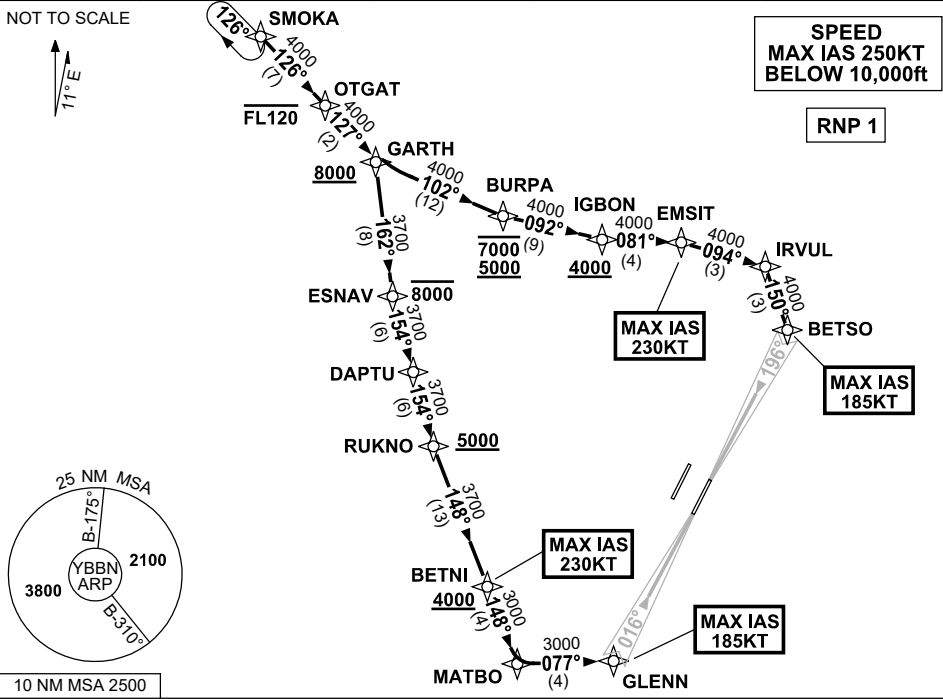 NOT TO SCALE
11° E
126°
SMOKA
4000
126°
(7)
OTGAT
FL120
4000
127°
(2)
GARTH
8000
4000
102°
(12)
BURPA
7000
5000
4000
092°
(9)
IGBON
4000
4000
081°
(4)
EMSIT
4000
094°
(3)
IRVUL
4000
150°
(3)
BETSO
MAX IAS
230KT
MAX IAS
185KT
196°
SPEED
MAX IAS 250KT
BELOW 10,000ft
RNP 1
3700
162°
(8)
ESNAV
8000
3700
154°
(6)
DAPTU
3700
154°
(6)
RUKNO
5000
3700
148°
(13)
BETNI
4000
MAX IAS
230KT
3000
148°
(4)
MATBO
3000
077°
(4)
GLENN
MAX IAS
185KT
016°
25 NM MSA
B-175°
YBBN
ARP
2100
3800
B-310°
10 NM MSA 2500